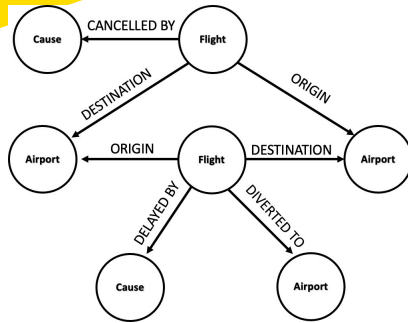 CANCELLED BY
Cause
Flight
DESTINATION
ORIGIN
Airport
ORIGIN
Flight
DESTINATION
Airport
DELAYED BY
DIVERTED TO
Cause
Airport